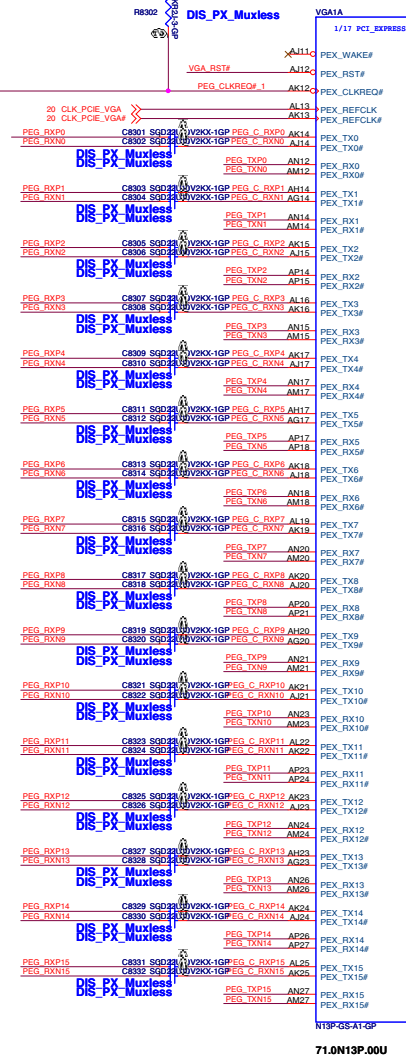 R8302 DIS_PX_Muxless VGA1A
1/17 PCI_EXPRESS
AJ11 PEX_WAKE#
VGA_RST# AJ12 PEX_RST#
PEG_CLKREQ#_1 AK12 PEX_CLKREQ#
20 CLK_PCIE_VGA AL13 PEX_REFCLK
20 CLK_PCIE_VGA# AK13 PEX_REFCLK#
PEG_RXP0 C8301 PEG_C_RXP0 AK14 PEX_TX0
PEG_RXN0 C8302 PEG_C_RXN0 AJ14 PEX_TX0#
DIS_PX_Muxless
DIS_PX_Muxless
PEG_TXP0 AN12 PEX_RX0
PEG_TXN0 AM12 PEX_RX0#
PEG_RXP1 C8303 PEG_C_RXP1 AH14 PEX_TX1
PEG_RXN1 C8304 PEG_C_RXN1 AG14 PEX_TX1#
DIS_PX_Muxless
DIS_PX_Muxless
PEG_TXP1 AN14 PEX_RX1
PEG_TXN1 AM14 PEX_RX1#
PEG_RXP2 C8305 PEG_C_RXP2 AK15 PEX_TX2
PEG_RXN2 C8306 PEG_C_RXN2 AJ15 PEX_TX2#
DIS_PX_Muxless
DIS_PX_Muxless
PEG_TXP2 AP14 PEX_RX2
PEG_TXN2 AP15 PEX_RX2#
PEG_RXP3 C8307 PEG_C_RXP3 AL16 PEX_TX3
PEG_RXN3 C8308 PEG_C_RXN3 AK16 PEX_TX3#
DIS_PX_Muxless
DIS_PX_Muxless
PEG_TXP3 AN15 PEX_RX3
PEG_TXN3 AM15 PEX_RX3#
PEG_RXP4 C8309 PEG_C_RXP4 AK17 PEX_TX4
PEG_RXN4 C8310 PEG_C_RXN4 AJ17 PEX_TX4#
DIS_PX_Muxless
DIS_PX_Muxless
PEG_TXP4 AN17 PEX_RX4
PEG_TXN4 AM17 PEX_RX4#
PEG_RXP5 C8311 PEG_C_RXP5 AH17 PEX_TX5
PEG_RXN5 C8312 PEG_C_RXN5 AG17 PEX_TX5#
DIS_PX_Muxless
DIS_PX_Muxless
PEG_TXP5 AP17 PEX_RX5
PEG_TXN5 AP18 PEX_RX5#
PEG_RXP6 C8313 PEG_C_RXP6 AK18 PEX_TX6
PEG_RXN6 C8314 PEG_C_RXN6 AJ18 PEX_TX6#
DIS_PX_Muxless
DIS_PX_Muxless
PEG_TXP6 AN18 PEX_RX6
PEG_TXN6 AM18 PEX_RX6#
PEG_RXP7 C8315 PEG_C_RXP7 AL19 PEX_TX7
PEG_RXN7 C8316 PEG_C_RXN7 AK19 PEX_TX7#
DIS_PX_Muxless
DIS_PX_Muxless
PEG_TXP7 AN20 PEX_RX7
PEG_TXN7 AM20 PEX_RX7#
PEG_RXP8 C8317 PEG_C_RXP8 AK20 PEX_TX8
PEG_RXN8 C8318 PEG_C_RXN8 AJ20 PEX_TX8#
DIS_PX_Muxless
DIS_PX_Muxless
PEG_TXP8 AP20 PEX_RX8
PEG_TXN8 AP21 PEX_RX8#
PEG_RXP9 C8319 PEG_C_RXP9 AH20 PEX_TX9
PEG_RXN9 C8320 PEG_C_RXN9 AG20 PEX_TX9#
DIS_PX_Muxless
DIS_PX_Muxless
PEG_TXP9 AN21 PEX_RX9
PEG_TXN9 AM21 PEX_RX9#
PEG_RXP10 C8321 PEG_C_RXP10 AK21 PEX_TX10
PEG_RXN10 C8322 PEG_C_RXN10 AJ21 PEX_TX10#
DIS_PX_Muxless
DIS_PX_Muxless
PEG_TXP10 AN23 PEX_RX10
PEG_TXN10 AM23 PEX_RX10#
PEG_RXP11 C8323 PEG_C_RXP11 AL22 PEX_TX11
PEG_RXN11 C8324 PEG_C_RXN11 AK22 PEX_TX11#
DIS_PX_Muxless
DIS_PX_Muxless
PEG_TXP11 AP23 PEX_RX11
PEG_TXN11 AP24 PEX_RX11#
PEG_RXP12 C8325 PEG_C_RXP12 AK23 PEX_TX12
PEG_RXN12 C8326 PEG_C_RXN12 AJ23 PEX_TX12#
DIS_PX_Muxless
DIS_PX_Muxless
PEG_TXP12 AN24 PEX_RX12
PEG_TXN12 AM24 PEX_RX12#
PEG_RXP13 C8327 PEG_C_RXP13 AH23 PEX_TX13
PEG_RXN13 C8328 PEG_C_RXN13 AG23 PEX_TX13#
DIS_PX_Muxless
DIS_PX_Muxless
PEG_TXP13 AN26 PEX_RX13
PEG_TXN13 AM26 PEX_RX13#
PEG_RXP14 C8329 PEG_C_RXP14 AK24 PEX_TX14
PEG_RXN14 C8330 PEG_C_RXN14 AJ24 PEX_TX14#
DIS_PX_Muxless
DIS_PX_Muxless
PEG_TXP14 AP26 PEX_RX14
PEG_TXN14 AP27 PEX_RX14#
PEG_RXP15 C8331 PEG_C_RXP15 AL25 PEX_TX15
PEG_RXN15 C8332 PEG_C_RXN15 AK25 PEX_TX15#
DIS_PX_Muxless
DIS_PX_Muxless
PEG_TXP15 AN27 PEX_RX15
PEG_TXN15 AM27 PEX_RX15#
N13P-GS-A1-GP
71.0N13P.00U